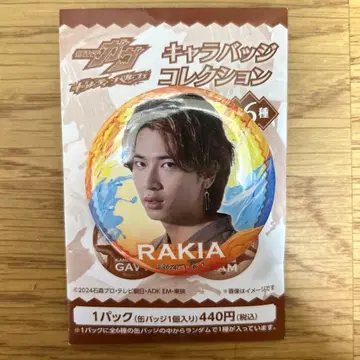 キャラバッジ
コレクション
全6種
RAKIA
GAV
AM
※画像はイメージです
©2024石森プロ・テレビ朝日・ADK EM・東映
1パック(缶バッジ1個入り) 440円(税込)
※1パックに全6種の缶バッジの中からランダムで1種が入っています。